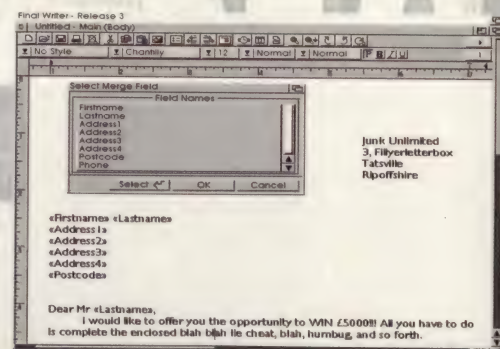 Final Writer - Release 3
Untitled - Main (Body)
No Style
Chantilly
12
Normal
Normal
F B I U
Select Merge Field
Field Names
Firstname
Lastname
Address1
Address2
Address3
Address4
Postcode
Phone
Select
OK
Cancel
Junk Unlimited
3, Fillyerletterbox
Tatsville
Ripoffshire
«Firstname» «Lastname»
«Address1»
«Address2»
«Address3»
«Address4»
«Postcode»
Dear Mr «Lastname»,
I would like to offer you the opportunity to WIN £5000!!! All you have to do
is complete the enclosed blah blah lie cheat, blah, humbug, and so forth.